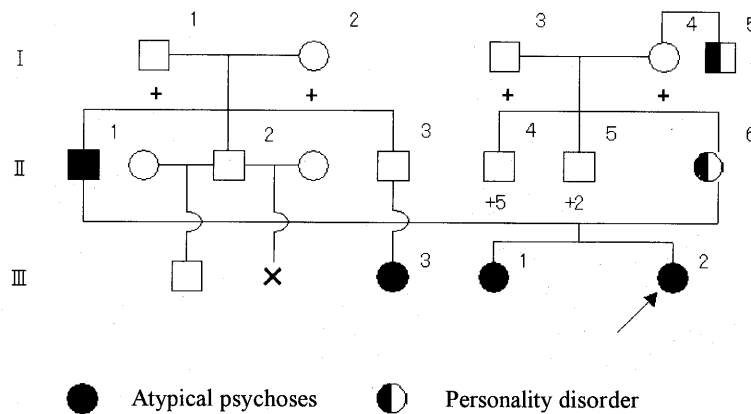 1 2 3 4 5
I
+ + + +
1 2 3 4 5 6
II
+5 +2
3 1 2
III ×
Atypical psychoses Personality disorder